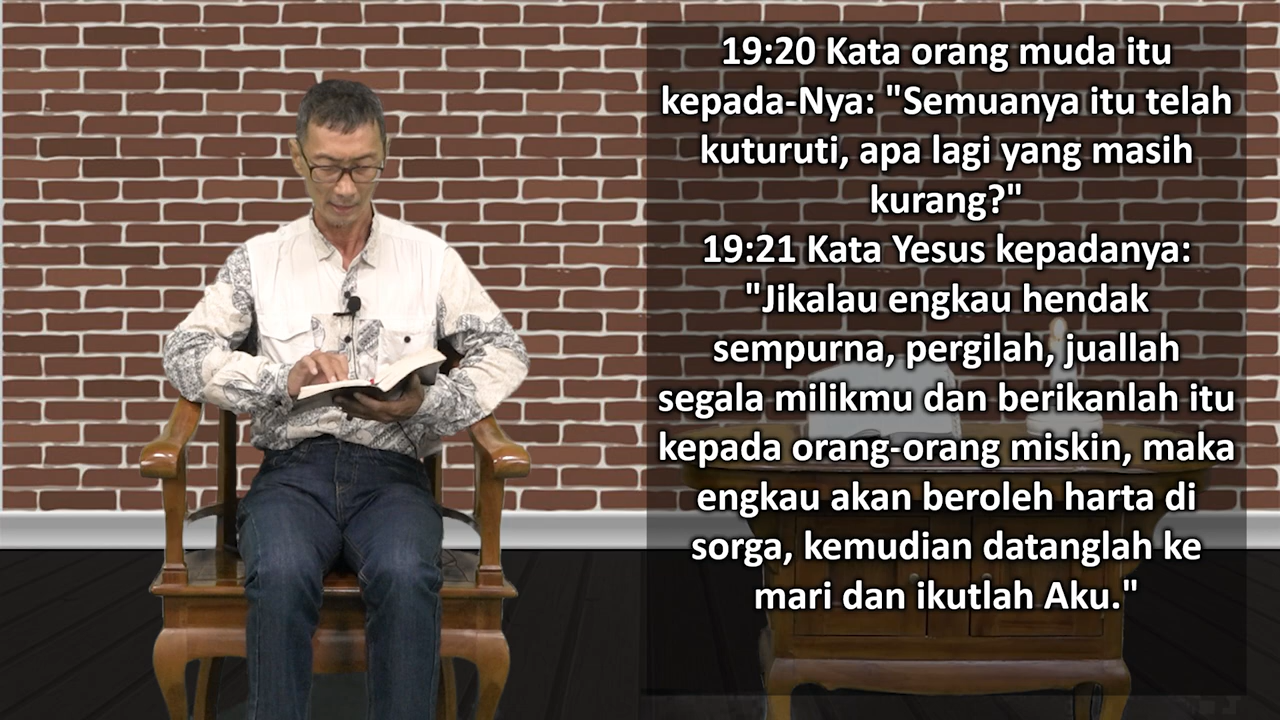 19:20 Kata orang muda itu
kepada-Nya: "Semuanya itu telah
kuturuti, apa lagi yang masih
kurang?"
19:21 Kata Yesus kepadanya:
"Jikalau engkau hendak
sempurna, pergilah, juallah
segala milikmu dan berikanlah itu
kepada orang-orang miskin, maka
engkau akan beroleh harta di
sorga, kemudian datanglah ke
mari dan ikutlah Aku."